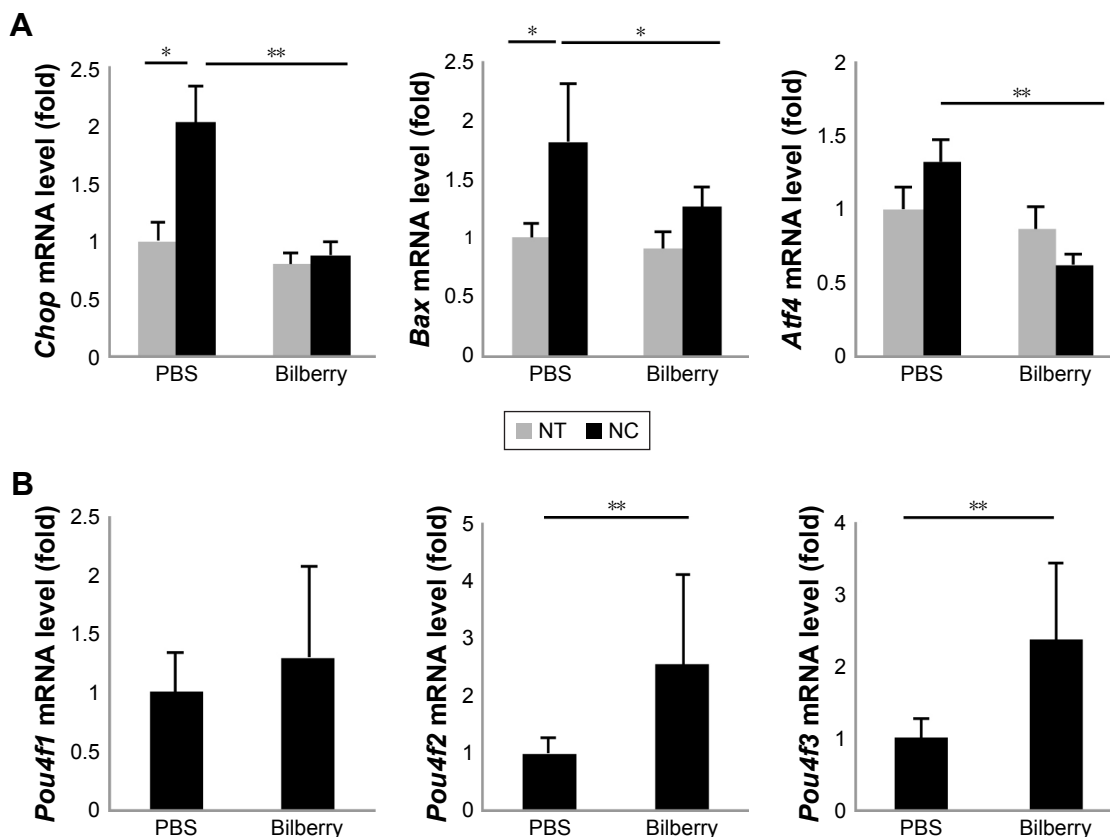 A
*
**
Chop mRNA level (fold)
2.5
2
1.5
1
0.5
0
PBS
Bilberry
*
*
Bax mRNA level (fold)
2.5
2
1.5
1
0.5
0
PBS
Bilberry
**
Atf4 mRNA level (fold)
2
1.5
1
0.5
0
PBS
Bilberry
NT NC
B
Pou4f1 mRNA level (fold)
2.5
2
1.5
1
0.5
0
PBS
Bilberry
**
Pou4f2 mRNA level (fold)
5
4
3
2
1
0
PBS
Bilberry
**
Pou4f3 mRNA level (fold)
4
3
2
1
0
PBS
Bilberry